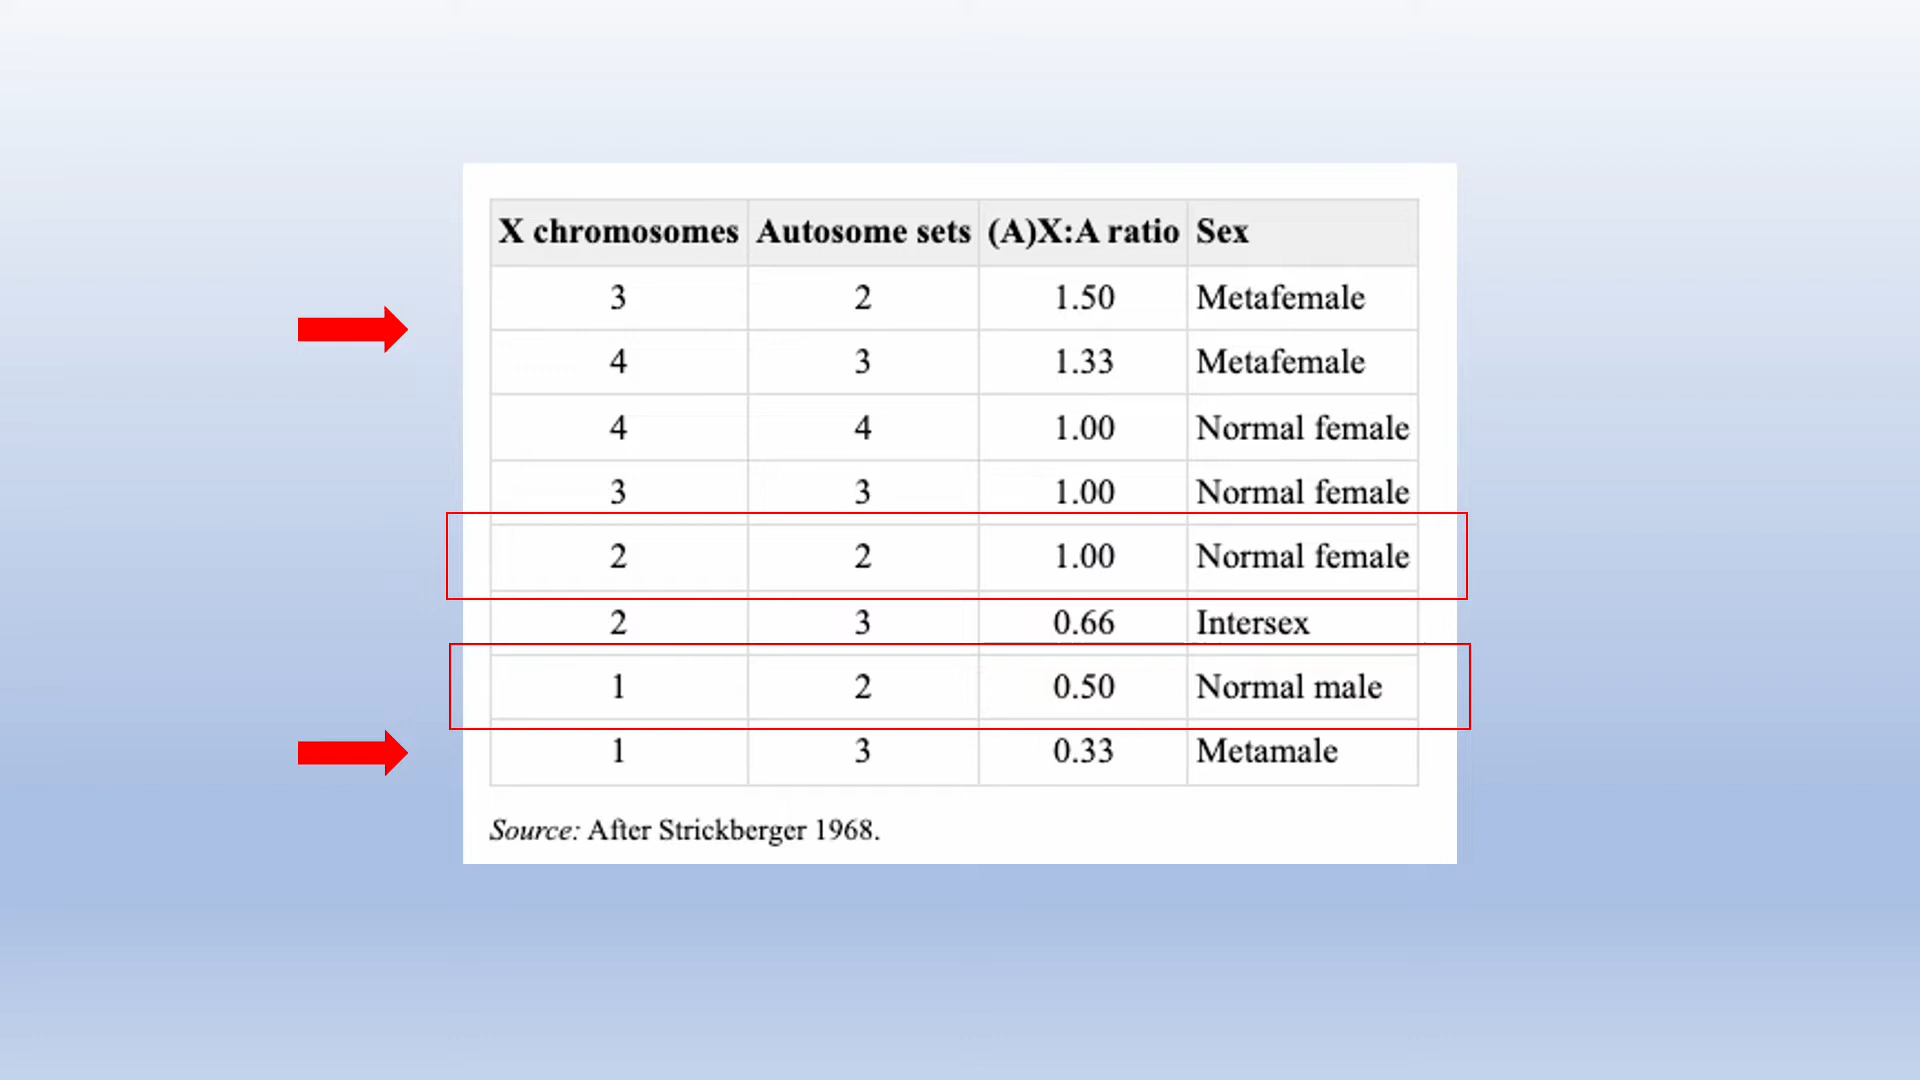 X chromosomes Autosome sets (A)X:A ratio Sex
3 2 1.50 Metafemale
4 3 1.33 Metafemale
4 4 1.00 Normal female
3 3 1.00 Normal female
2 2 1.00 Normal female
2 3 0.66 Intersex
1 2 0.50 Normal male
1 3 0.33 Metamale
Source: After Strickberger 1968.